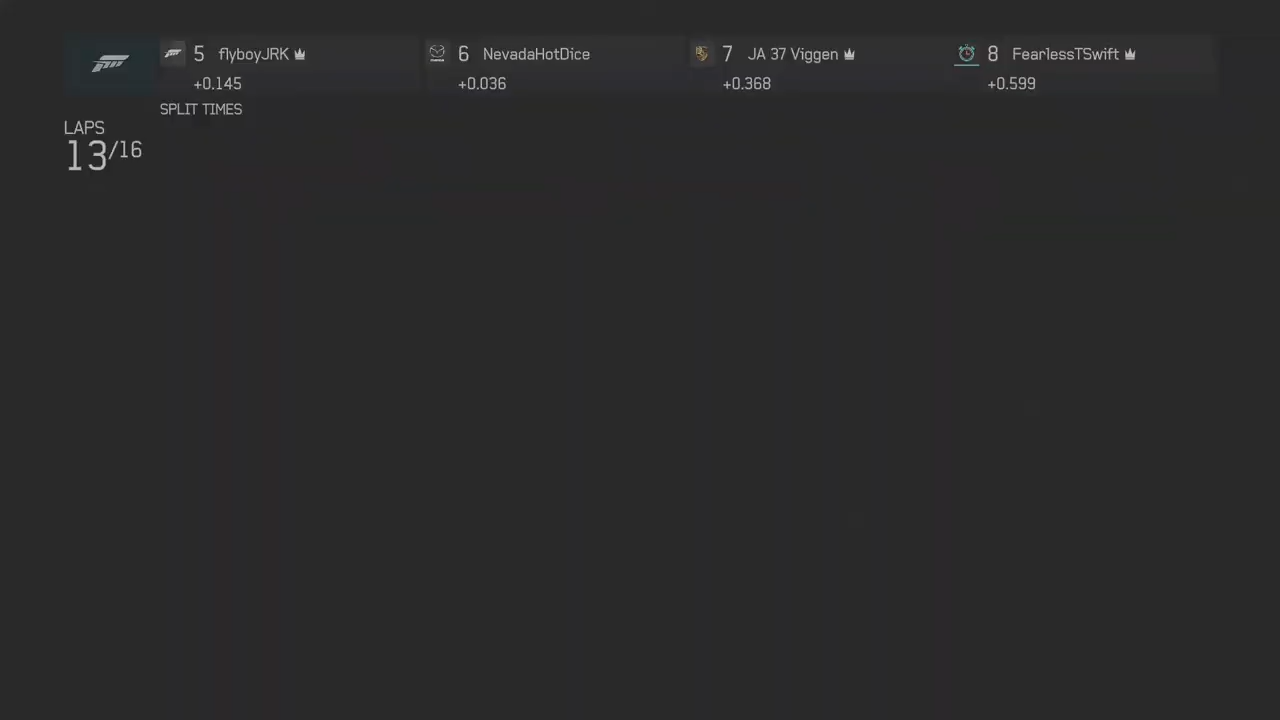 5 flyboyJRK 6 NevadaHotDice 7 JA 37 Viggen 8 FearlessTSwift
+0.145 +0.036 +0.368 +0.599
SPLIT TIMES
LAPS
13/16